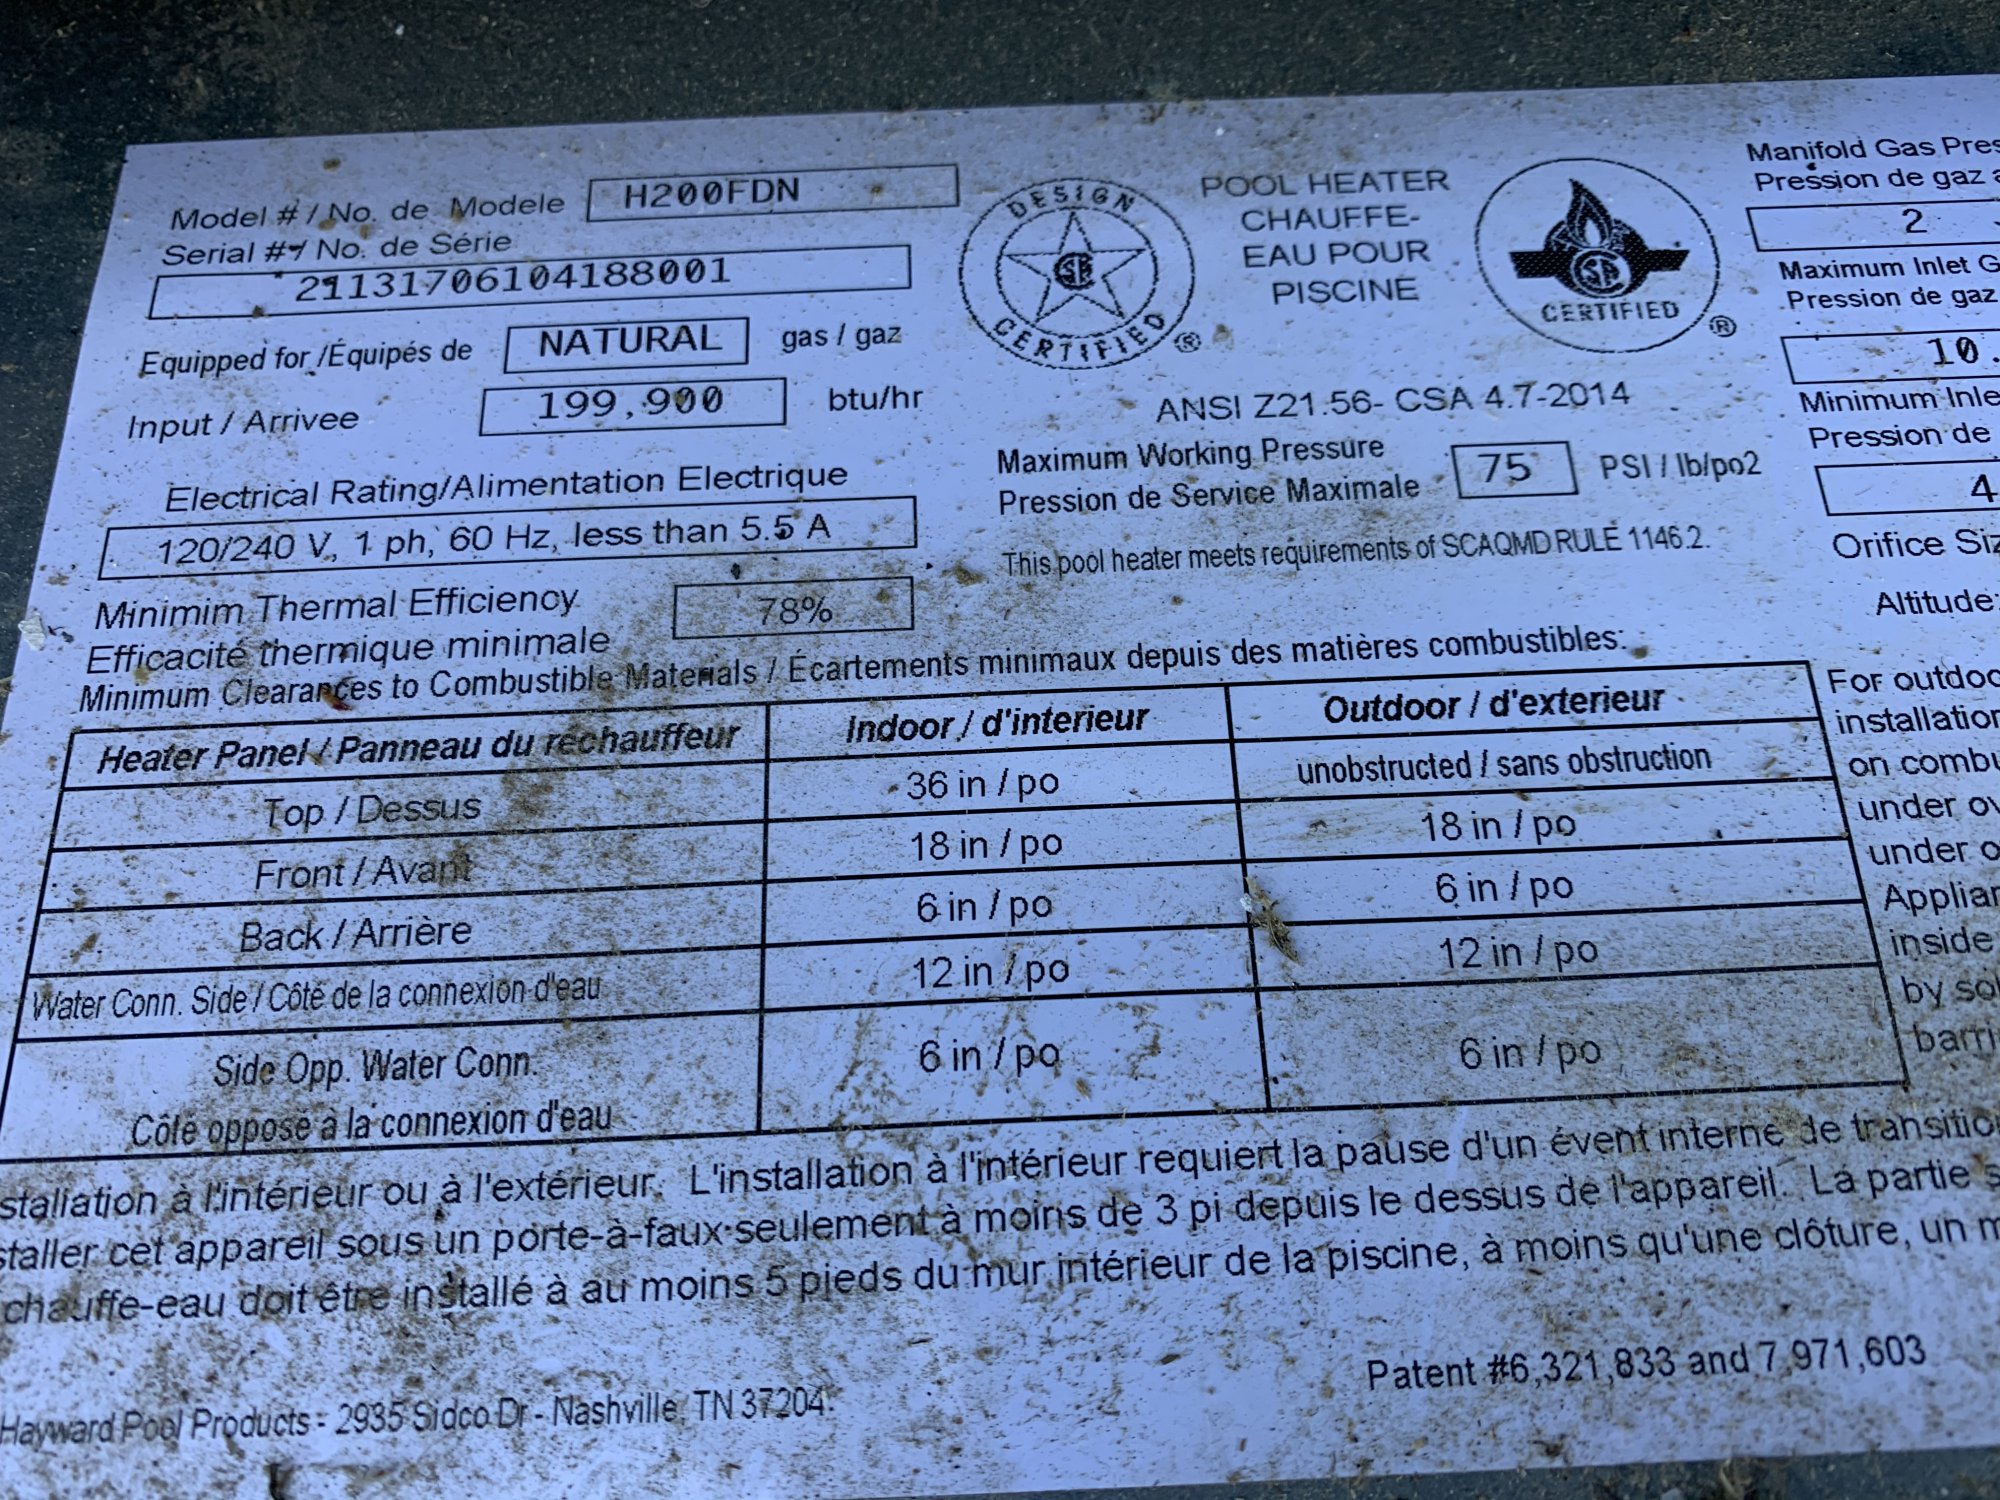 Model # / No. de Modele H200FDN
Serial # / No. de Série
21131706104188001
Equipped for / Équipés de NATURAL gas / gaz
Input / Arrivee 199,900 btu/hr
Electrical Rating/Alimentation Electrique
120/240 V, 1 ph, 60 Hz, less than 5.5 A
Minimim Thermal Efficiency
Efficacité thermique minimale
78%
DESIGN
CERTIFIED ®
POOL HEATER
CHAUFFE-
EAU POUR
PISCINE
CERTIFIED ®
ANSI Z21.56- CSA 4.7-2014
Maximum Working Pressure
Pression de Service Maximale
75 PSI / lb/po2
This pool heater meets requirements of SCAQMD RULE 1146.2.
Manifold Gas Pres
Pression de gaz a
2
Maximum Inlet G
Pression de gaz
10.
Minimum Inle
Pression de
4
Orifice Siz
Altitude:
Minimum Clearances to Combustible Materials / Écartements minimaux depuis des matières combustibles:
Heater Panel / Panneau du rechauffeur Indoor / d'interieur Outdoor / d'exterieur
Top / Dessus 36 in / po unobstructed / sans obstruction
Front / Avant 18 in / po 18 in / po
Back / Arrière 6 in / po 6 in / po
Water Conn. Side / Côté de la connexion d'eau 12 in / po 12 in / po
Side Opp. Water Conn. 6 in / po 6 in / po
Côté oppose à la connexion d'eau
For outdoo
installation
on combu
under ov
under o
Applian
inside
by sol
barri
stallation à l'intérieur ou à l'extérieur. L'installation à l'intérieur requiert la pause d'un évent interne de transitio
staller cet appareil sous un porte-à-faux seulement à moins de 3 pi depuis le dessus de l'appareil. La partie s
chauffe-eau doit être installé à au moins 5 pieds du mur intérieur de la piscine, à moins qu'une clôture, un m
Patent #6,321,833 and 7,971,603
Hayward Pool Products - 2935 Sidco Dr - Nashville, TN 37204